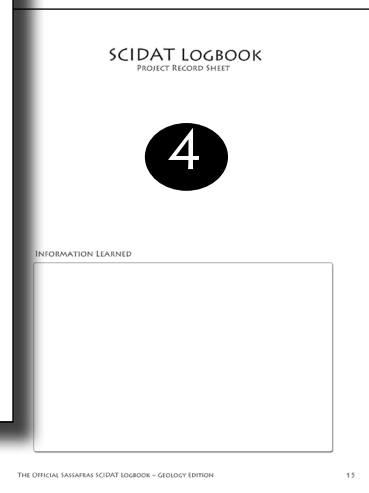 SCIDAT Logbook
Project Record Sheet
4
Information Learned
The Official Sassafras SCIDAT Logbook ~ Geology Edition 15